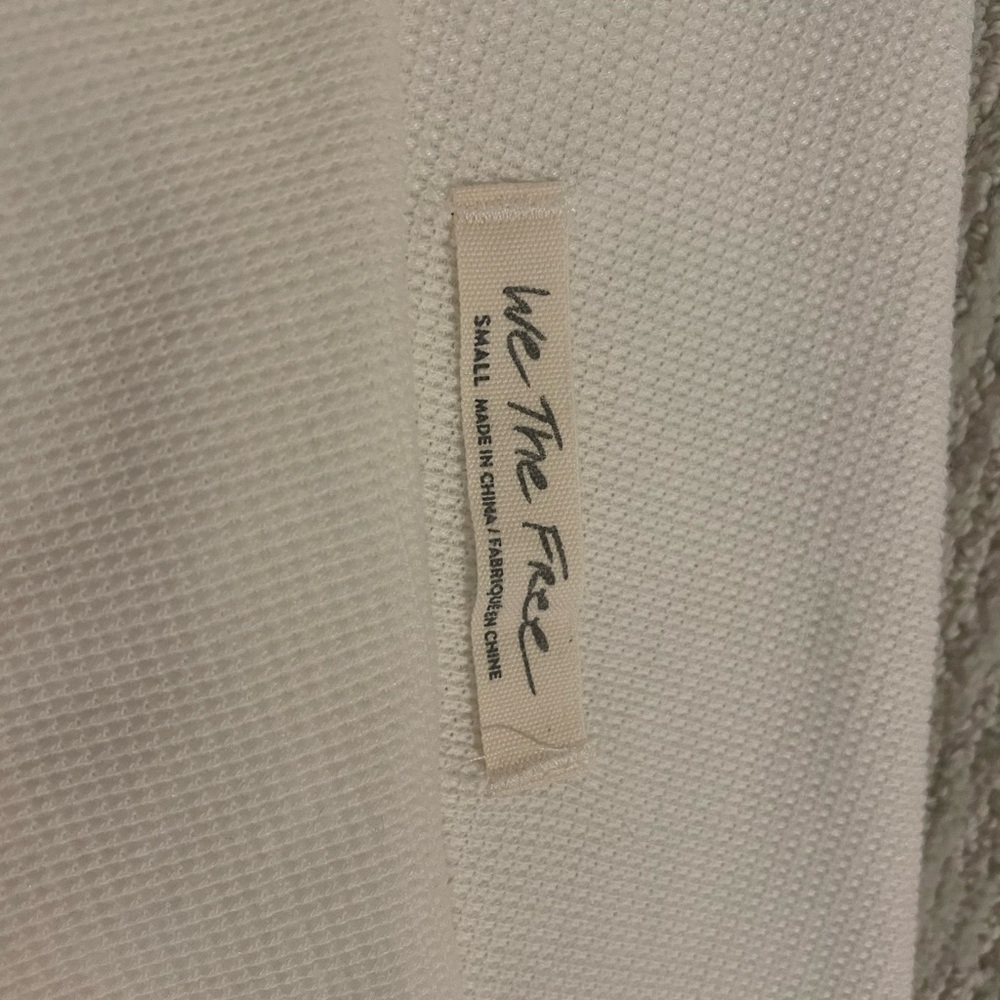 We The Free
SMALL MADE IN CHINA / FABRIQUÉ EN CHINE